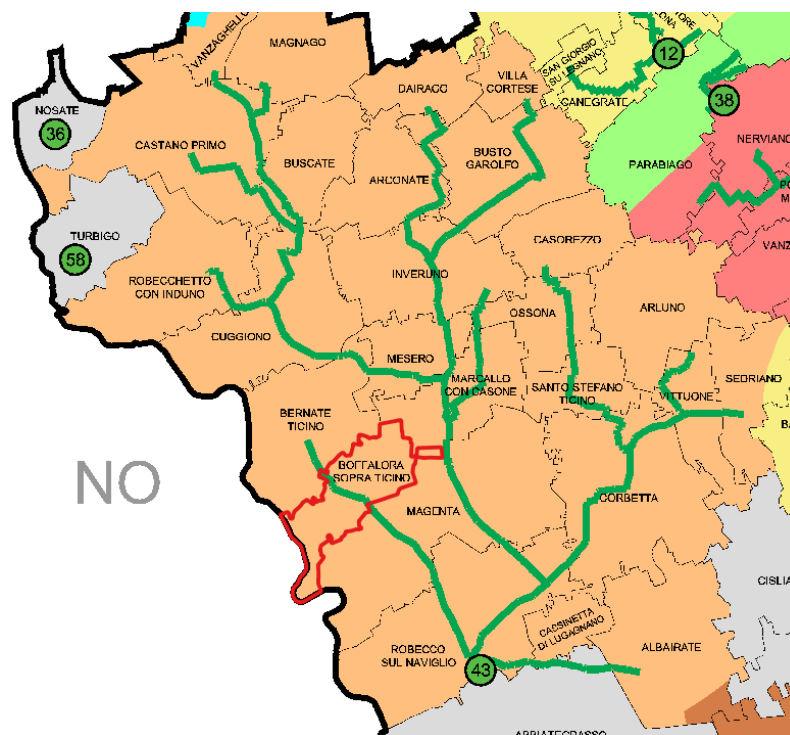 VANZAGHELLO
MAGNAGO
SAN GIORGIO
SU LEGNANO
12
CANEGRATE
38
NOSATE
36
DAIRAGO
VILLA
CORTESE
NERVIANO
CASTANO PRIMO
BUSCATE
ARCONATE
BUSTO
GAROLFO
PARABIAGO
TURBIGO
58
CASOREZZO
VANZ
ROBECCHETTO
CON INDUNO
INVERUNO
CUGGIONO
OSSONA
ARLUNO
MESERO
MARCALLO
CON CASONE
SANTO STEFANO
TICINO
VITTUONE
SEDRIANO
BERNATE
TICINO
BOFFALORA
SOPRA TICINO
NO
MAGENTA
CORBETTA
CISLIA
CASSINETTA
DI LUGAGNANO
ROBECCO
SUL NAVIGLIO
43
ALBAIRATE
ABBIATEGRASSO